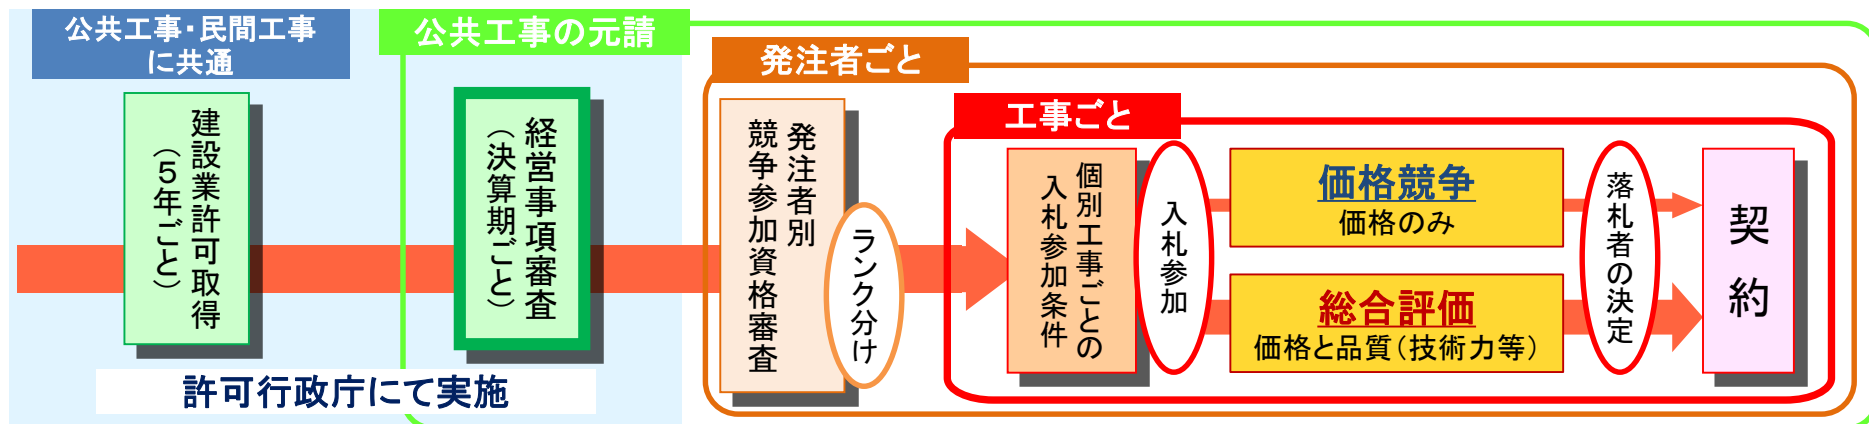 公共工事・民間工事
に共通
公共工事の元請
発注者ごと
工事ごと
建設業許可取得
（５年ごと）
経営事項審査
（決算期ごと）
発注者別
競争参加資格審査
ランク分け
個別工事ごとの
入札参加条件
入札参加
価格競争
価格のみ
総合評価
価格と品質（技術力等）
落札者の決定
契約
許可行政庁にて実施